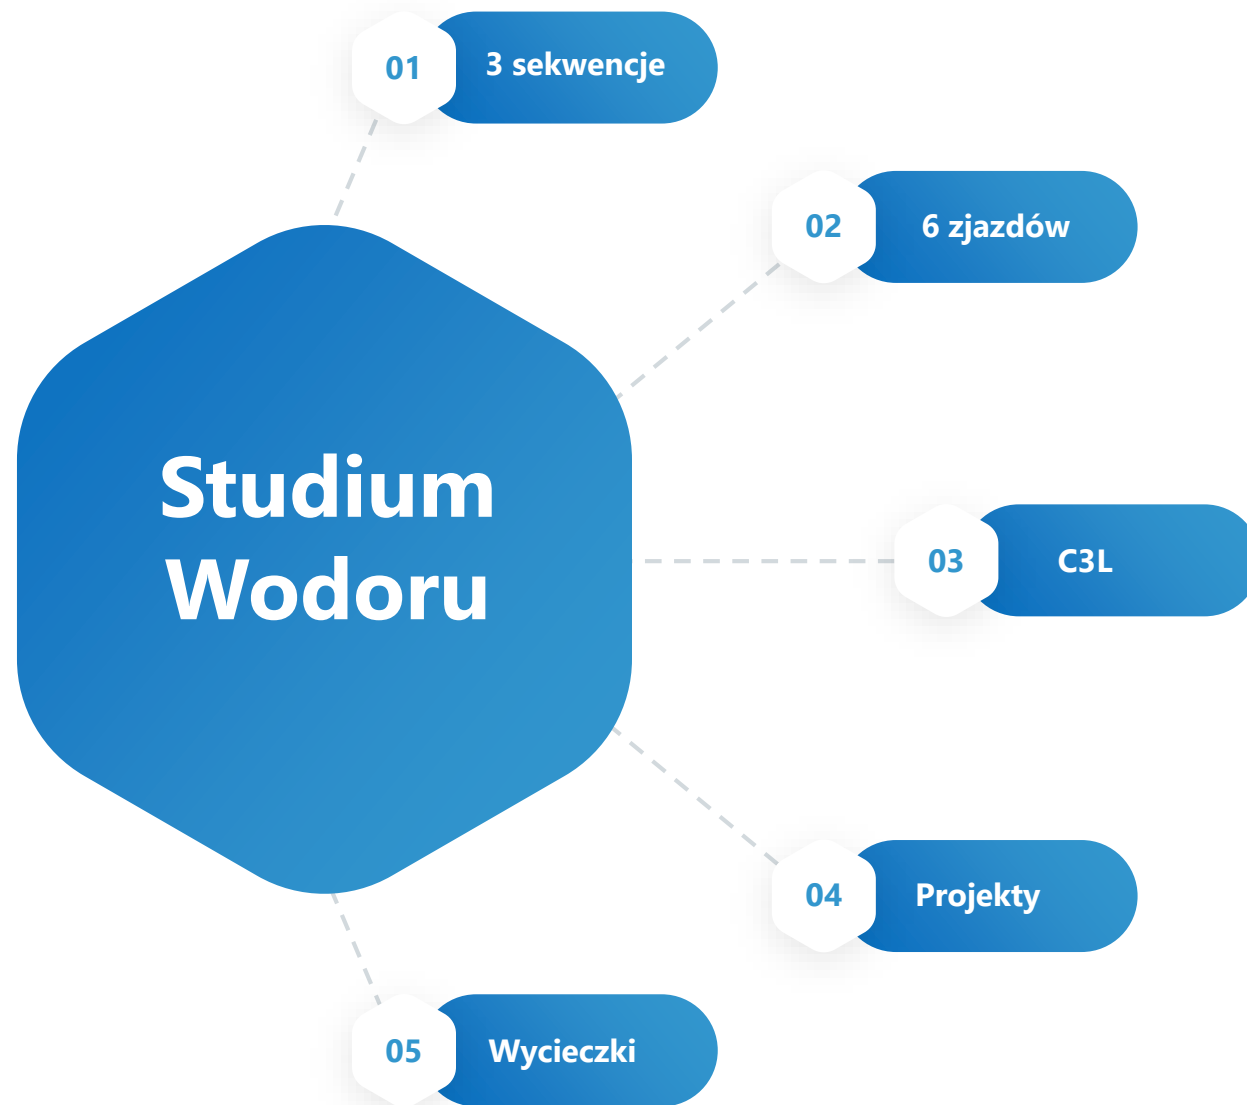 01
3 sekwencje
02
6 zjazdów
Studium
Wodoru
03
C3L
04
Projekty
05
Wycieczki